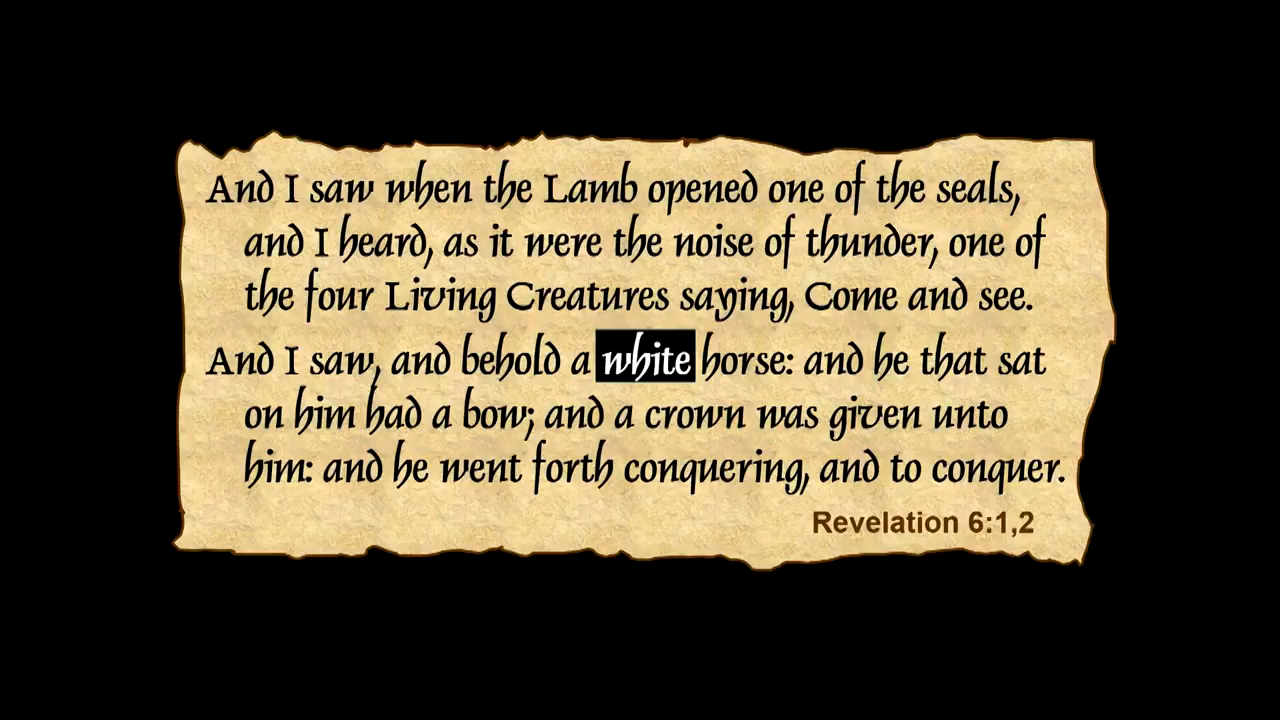 And I saw when the Lamb opened one of the seals,
and I heard, as it were the noise of thunder, one of
the four Living Creatures saying, Come and see.
And I saw, and behold a white horse: and he that sat
on him had a bow; and a crown was given unto
him: and he went forth conquering, and to conquer.
Revelation 6:1,2